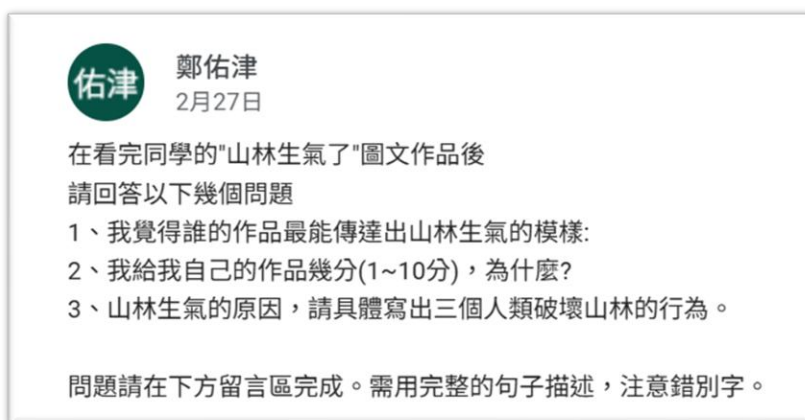 佑津
鄭佑津
2月27日
在看完同學的"山林生氣了"圖文作品後
請回答以下幾個問題
1、我覺得誰的作品最能傳達出山林生氣的模樣:
2、我給我自己的作品幾分(1~10分)，為什麼?
3、山林生氣的原因，請具體寫出三個人類破壞山林的行為。
問題請在下方留言區完成。需用完整的句子描述，注意錯別字。